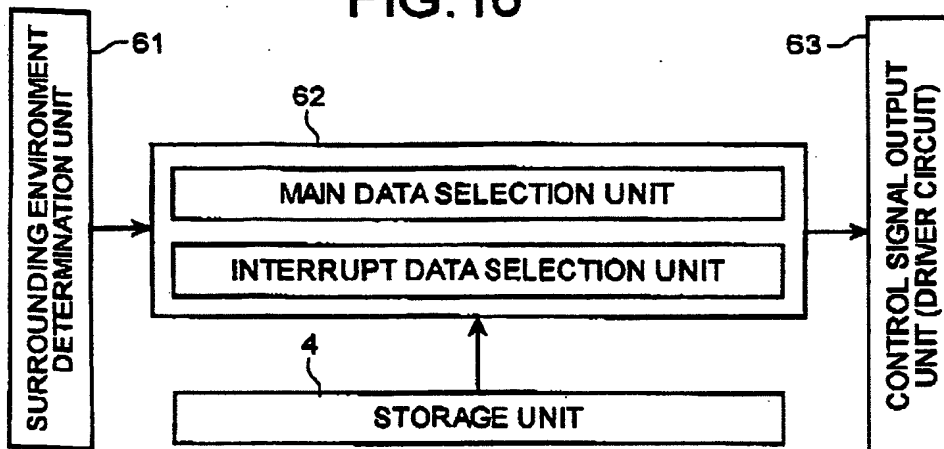 FIG.16
61
SURROUNDING ENVIRONMENT
DETERMINATION UNIT
62
MAIN DATA SELECTION UNIT
INTERRUPT DATA SELECTION UNIT
4
STORAGE UNIT
63
CONTROL SIGNAL OUTPUT
UNIT (DRIVER CIRCUIT)